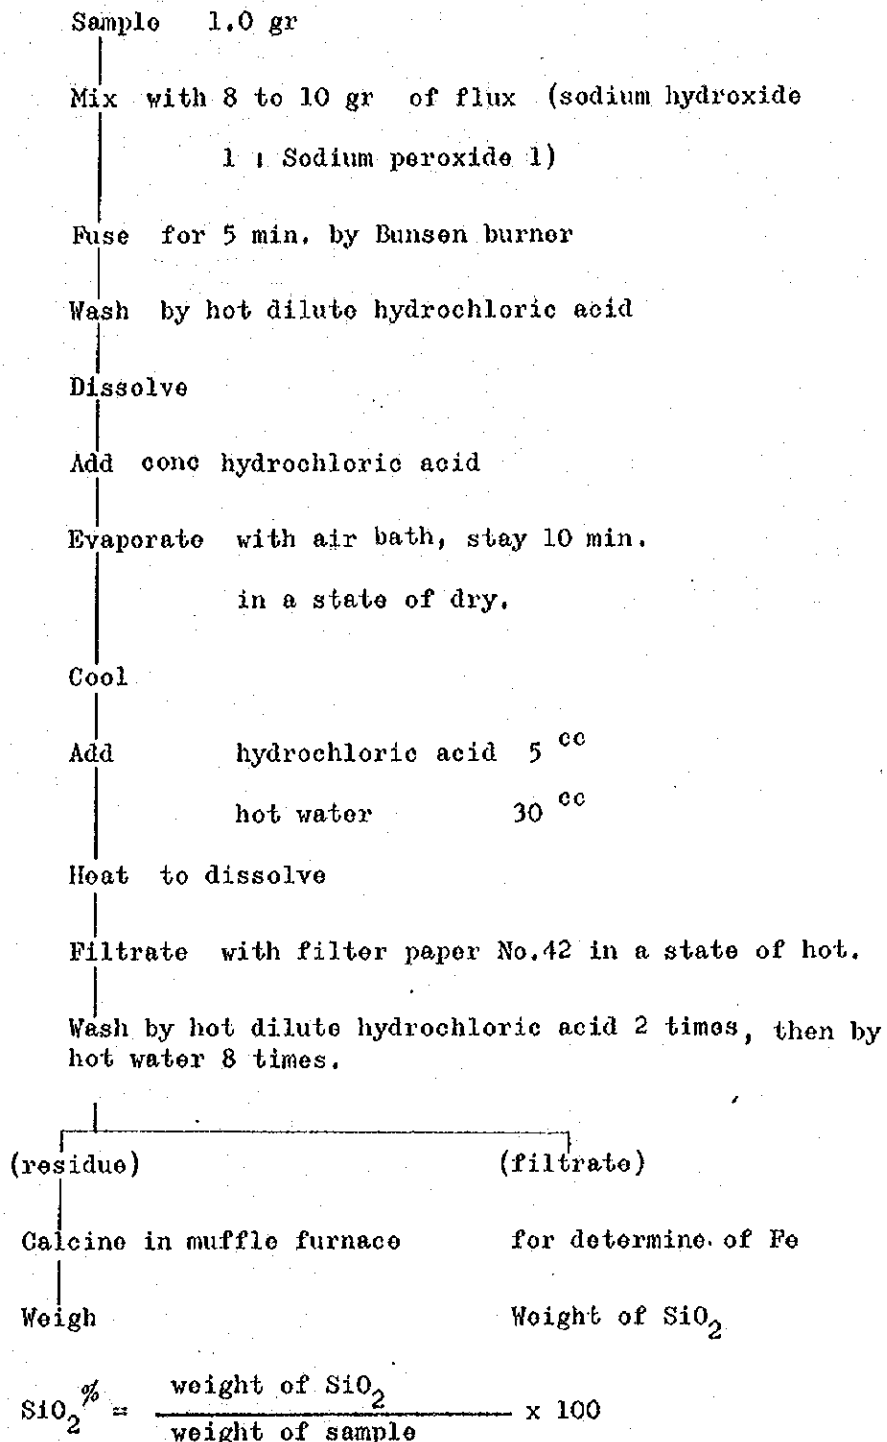 Sample 1.0 gr
Mix with 8 to 10 gr of flux (sodium hydroxide
1 : Sodium peroxide 1)
Fuse for 5 min. by Bunsen burner
Wash by hot dilute hydrochloric acid
Dissolve
Add conc hydrochloric acid
Evaporate with air bath, stay 10 min.
in a state of dry.
Cool
Add hydrochloric acid 5 cc
hot water 30 cc
Heat to dissolve
Filtrate with filter paper No.42 in a state of hot.
Wash by hot dilute hydrochloric acid 2 times, then by
hot water 8 times.
(residue) (filtrate)
Calcine in muffle furnace for determine. of Fe
Weigh Weight of SiO₂
SiO₂% = weight of SiO₂ / weight of sample x 100